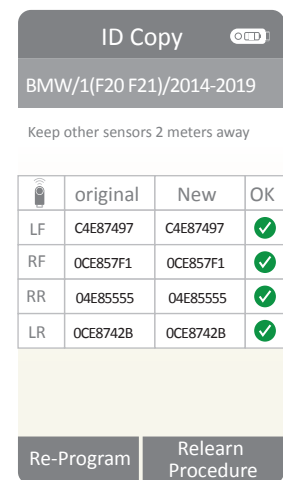 ID Copy
BMW/1(F20 F21)/2014-2019
Keep other sensors 2 meters away
original New OK
LF C4E87497 C4E87497
RF 0CE857F1 0CE857F1
RR 04E85555 04E85555
LR 0CE8742B 0CE8742B
Re-Program
Relearn
Procedure